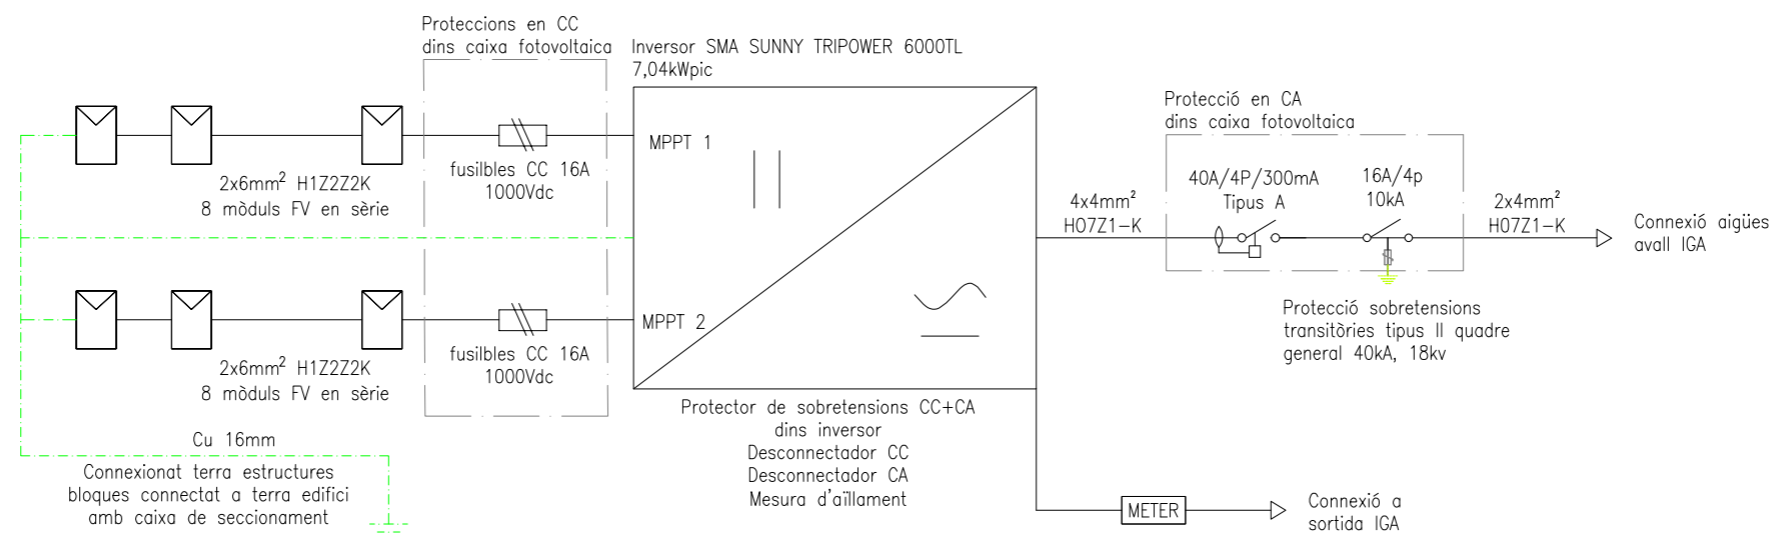 Proteccions en CC
dins caixa fotovoltaica
Inversor SMA SUNNY TRIPOWER 6000TL
7,04kWpic
MPPT 1
fusilbles CC 16A
1000Vdc
2x6mm² H1Z2Z2K
8 mòduls FV en sèrie
Protecció en CA
dins caixa fotovoltaica
40A/4P/300mA
Tipus A
16A/4p
10kA
4x4mm²
H07Z1-K
2x4mm²
H07Z1-K
Connexió aigües
avall IGA
Protecció sobretensions
transitòries tipus II quadre
general 40kA, 18kv
MPPT 2
fusilbles CC 16A
1000Vdc
2x6mm² H1Z2Z2K
8 mòduls FV en sèrie
Protector de sobretensions CC+CA
dins inversor
Desconnectador CC
Desconnectador CA
Mesura d'aïllament
Cu 16mm
Connexionat terra estructures
bloques connectat a terra edifici
amb caixa de seccionament
METER
Connexió a
sortida IGA